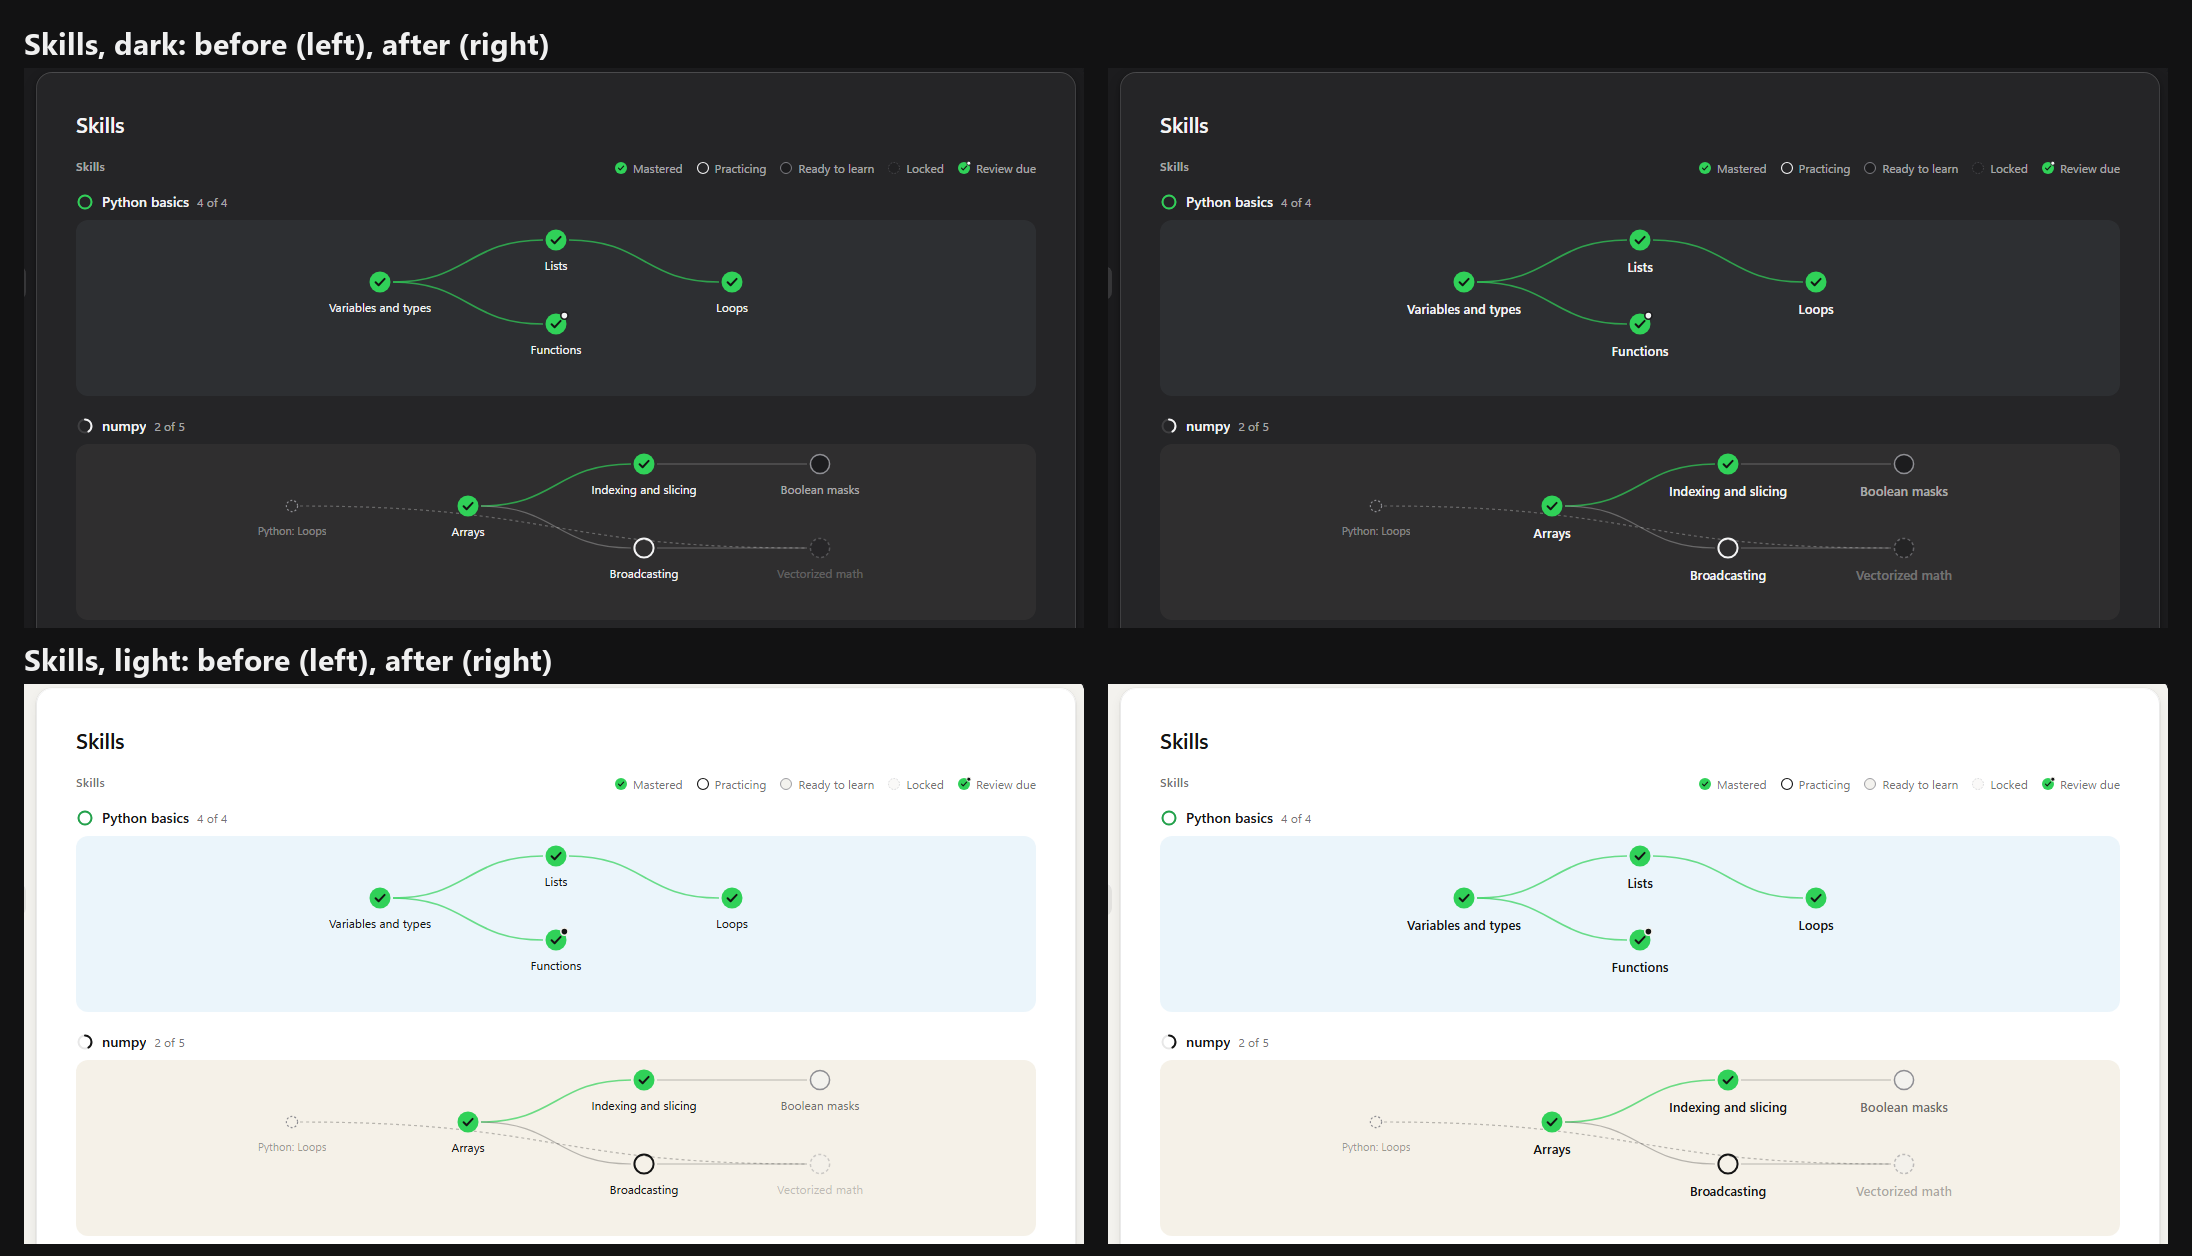 Skills, dark: before (left), after (right)
Skills
Skills
Mastered Practicing Ready to learn Locked Review due
Python basics 4 of 4
Lists
Variables and types
Loops
Functions
numpy 2 of 5
Indexing and slicing
Boolean masks
Python: Loops
Arrays
Broadcasting
Vectorized math
Skills
Skills
Mastered Practicing Ready to learn Locked Review due
Python basics 4 of 4
Lists
Variables and types
Loops
Functions
numpy 2 of 5
Indexing and slicing
Boolean masks
Python: Loops
Arrays
Broadcasting
Vectorized math
Skills, light: before (left), after (right)
Skills
Skills
Mastered Practicing Ready to learn Locked Review due
Python basics 4 of 4
Lists
Variables and types
Loops
Functions
numpy 2 of 5
Indexing and slicing
Boolean masks
Python: Loops
Arrays
Broadcasting
Vectorized math
Skills
Skills
Mastered Practicing Ready to learn Locked Review due
Python basics 4 of 4
Lists
Variables and types
Loops
Functions
numpy 2 of 5
Indexing and slicing
Boolean masks
Python: Loops
Arrays
Broadcasting
Vectorized math